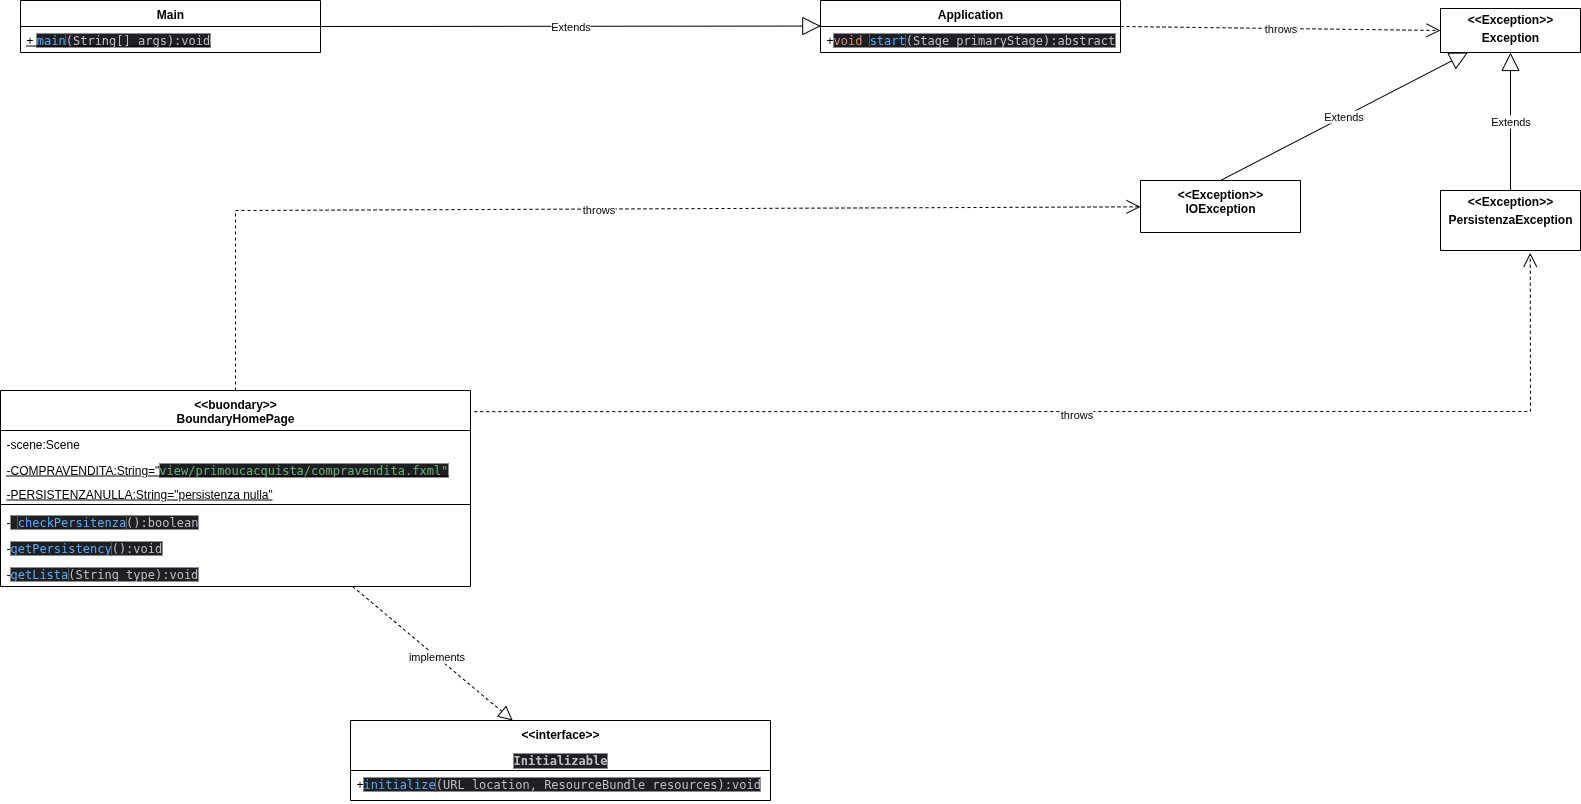 Main
+ main(String[] args):void
Extends
Application
+void start(Stage primaryStage):abstract
throws
<<Exception>>
Exception
Extends
Extends
<<Exception>>
IOException
<<Exception>>
PersistenzaException
throws
<<buondary>>
BoundaryHomePage
-scene:Scene
-COMPRAVENDITA:String="view/primoucacquista/compravendita.fxml"
-PERSISTENZANULLA:String="persistenza nulla"
- checkPersitenza():boolean
-getPersistency():void
-getLista(String type):void
throws
implements
<<interface>>
Initializable
+initialize(URL location, ResourceBundle resources):void